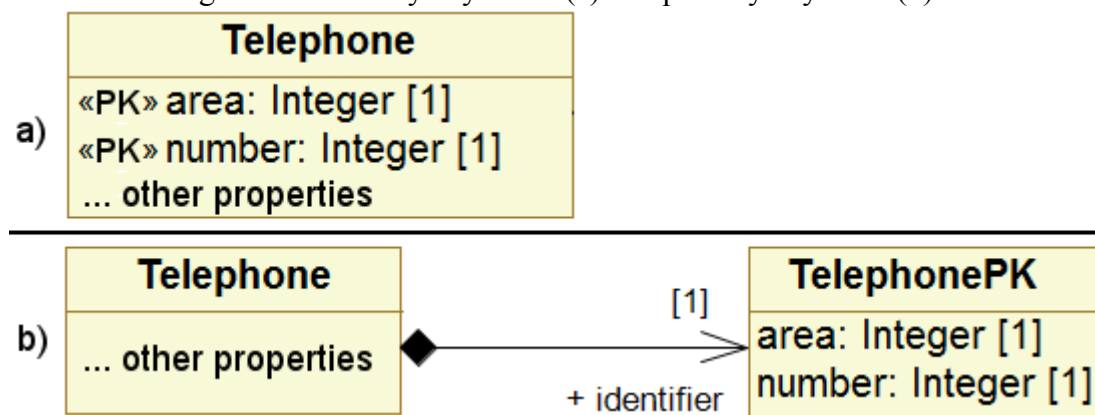 Telephone
«PK» area: Integer [1]
a)
«PK» number: Integer [1]
... other properties
Telephone
TelephonePK
[1]
b)
... other properties
area: Integer [1]
number: Integer [1]
+ identifier